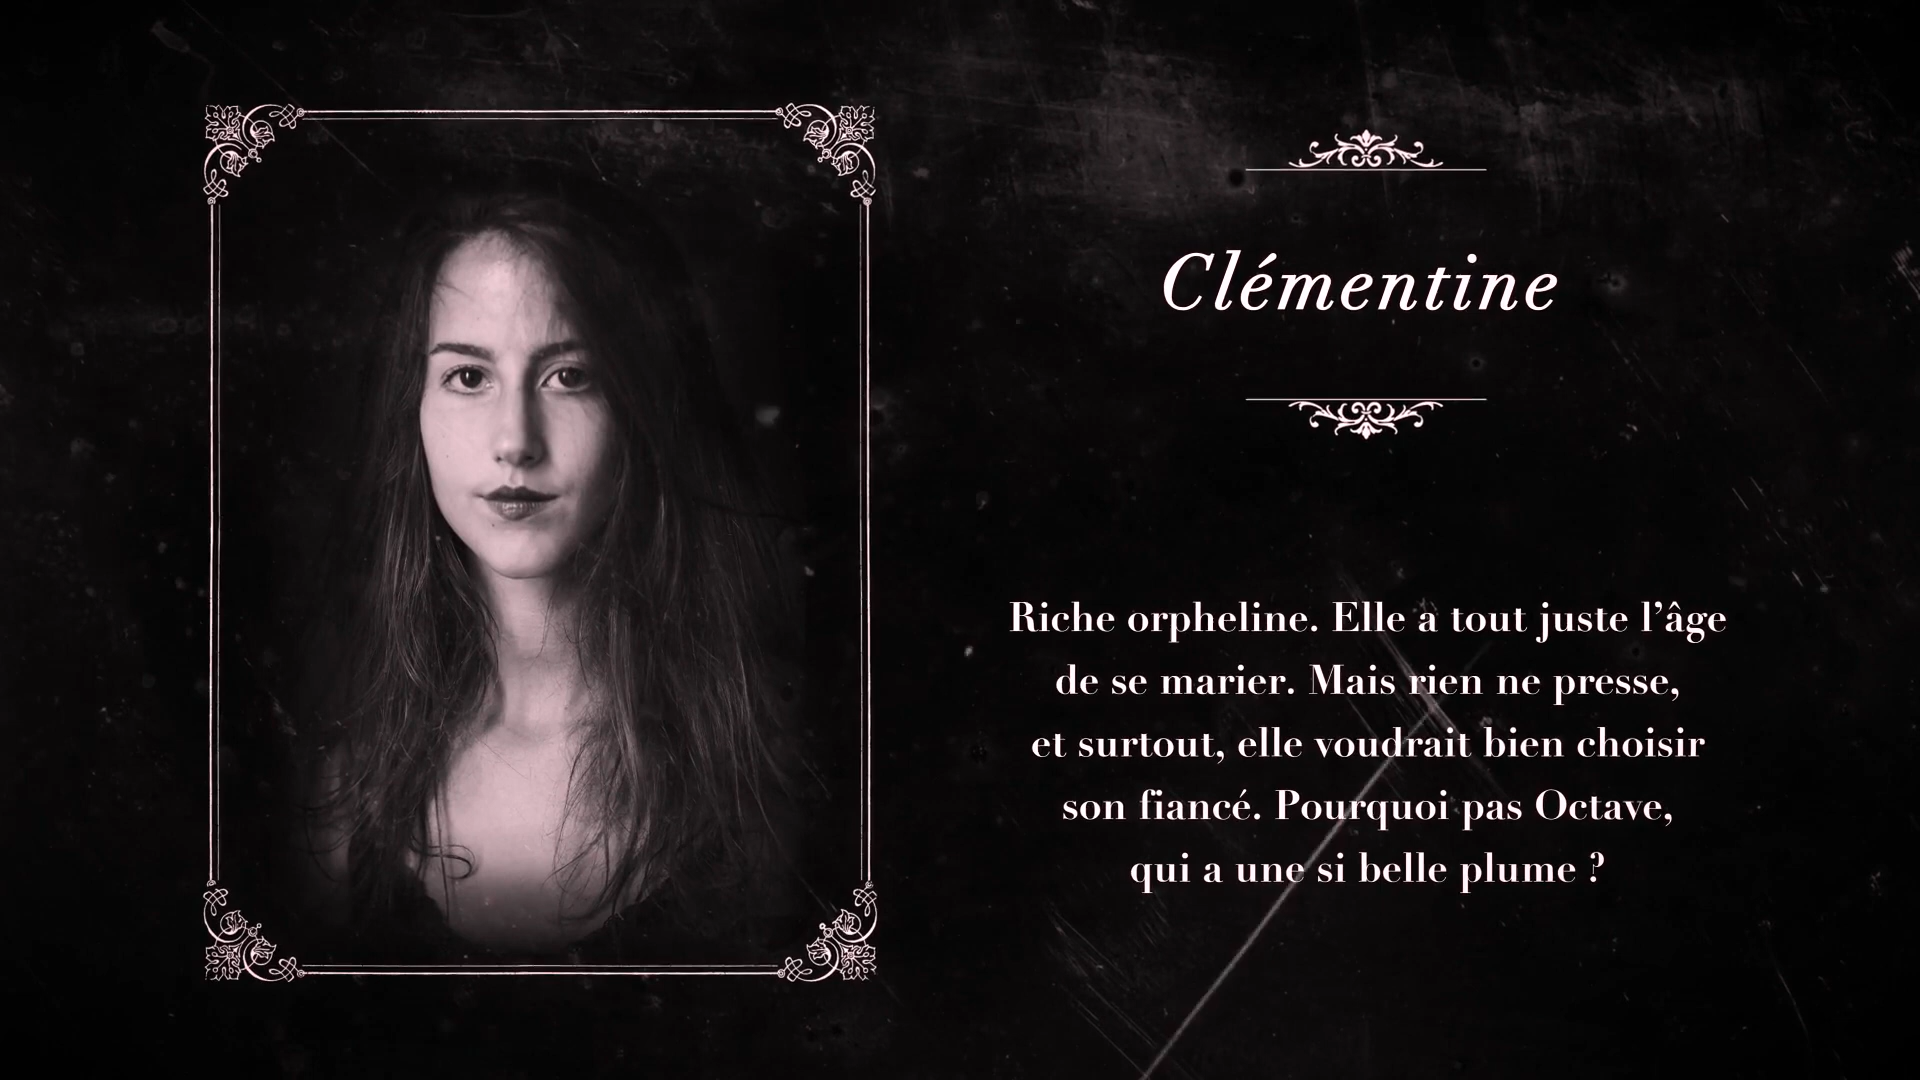 Clémentine
Riche orpheline. Elle a tout juste l’âge
de se marier. Mais rien ne presse,
et surtout, elle voudrait bien choisir
son fiancé. Pourquoi pas Octave,
qui a une si belle plume ?